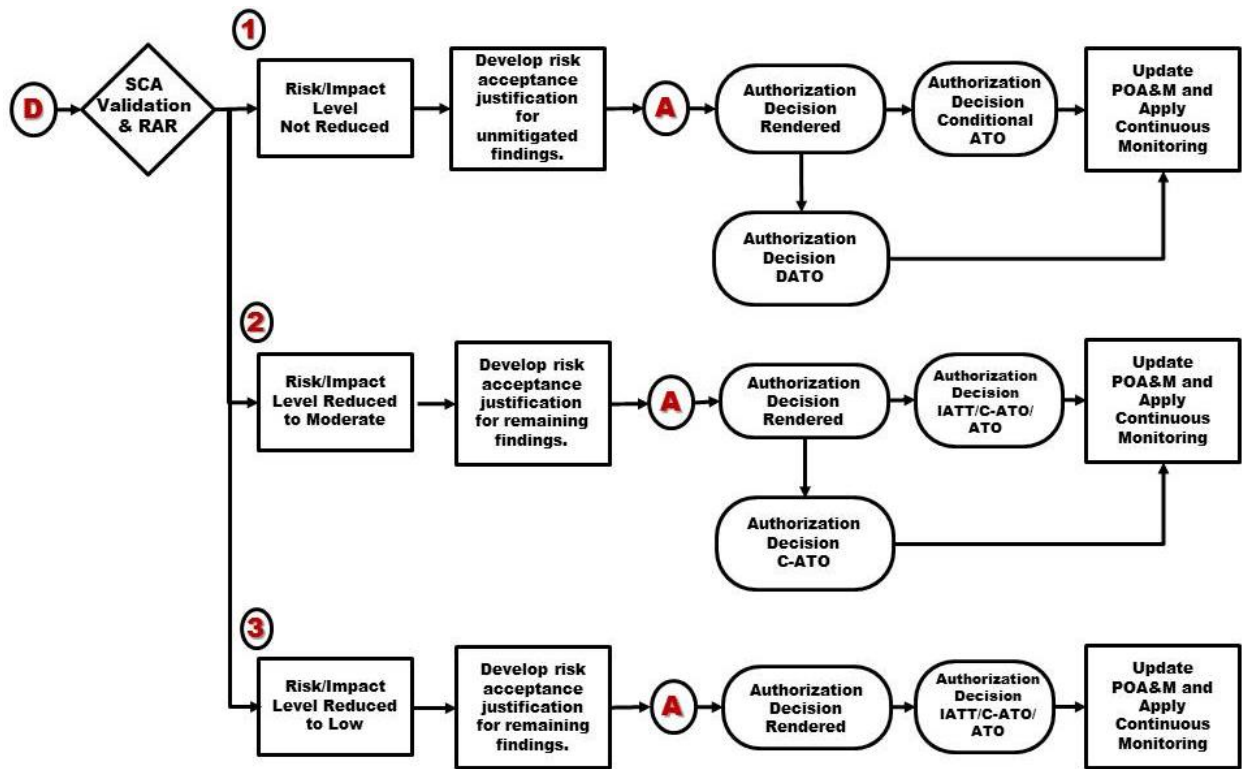 1
D
SCA
Validation
& RAR
Risk/Impact
Level
Not Reduced
Develop risk
acceptance
justification
for
unmitigated
findings.
A
Authorization
Decision
Rendered
Authorization
Decision
Conditional
ATO
Update
POA&M and
Apply
Continuous
Monitoring
Authorization
Decision
DATO
2
Risk/Impact
Level Reduced
to Moderate
Develop risk
acceptance
justification
for remaining
findings.
A
Authorization
Decision
Rendered
Authorization
Decision
IATT/C-ATO/
ATO
Update
POA&M and
Apply
Continuous
Monitoring
Authorization
Decision
C-ATO
3
Risk/Impact
Level Reduced
to Low
Develop risk
acceptance
justification
for remaining
findings.
A
Authorization
Decision
Rendered
Authorization
Decision
IATT/C-ATO/
ATO
Update
POA&M and
Apply
Continuous
Monitoring